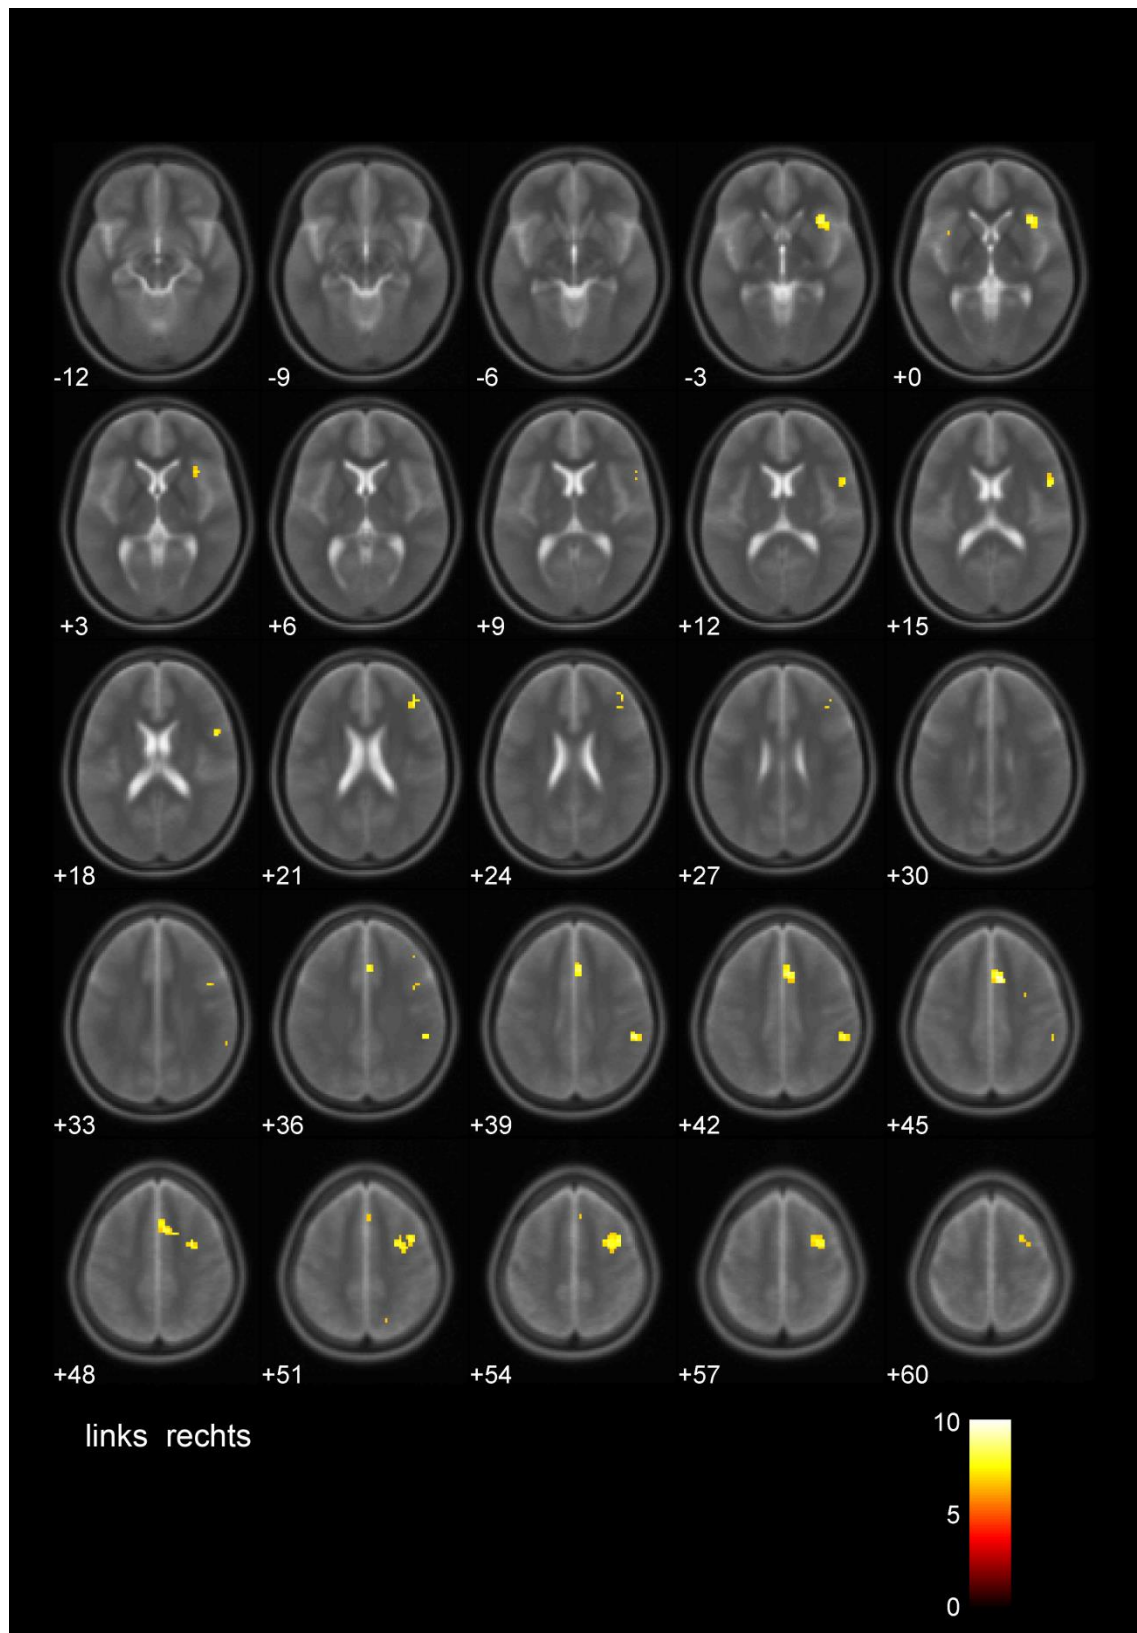 -12 -9 -6 -3 +0
+3 +6 +9 +12 +15
+18 +21 +24 +27 +30
+33 +36 +39 +42 +45
+48 +51 +54 +57 +60
links rechts
10
5
0